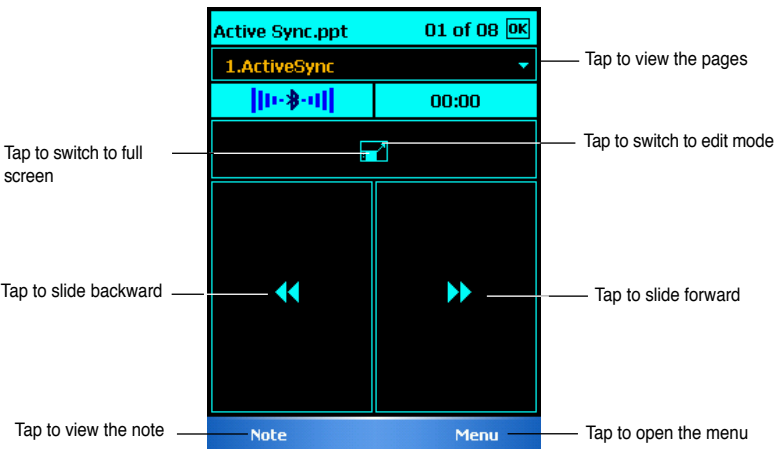 Active Sync.ppt 01 of 08 OK
1.ActiveSync
Tap to view the pages
00:00
Tap to switch to full
screen
Tap to switch to edit mode
Tap to slide backward
Tap to slide forward
Tap to view the note
Note
Menu
Tap to open the menu